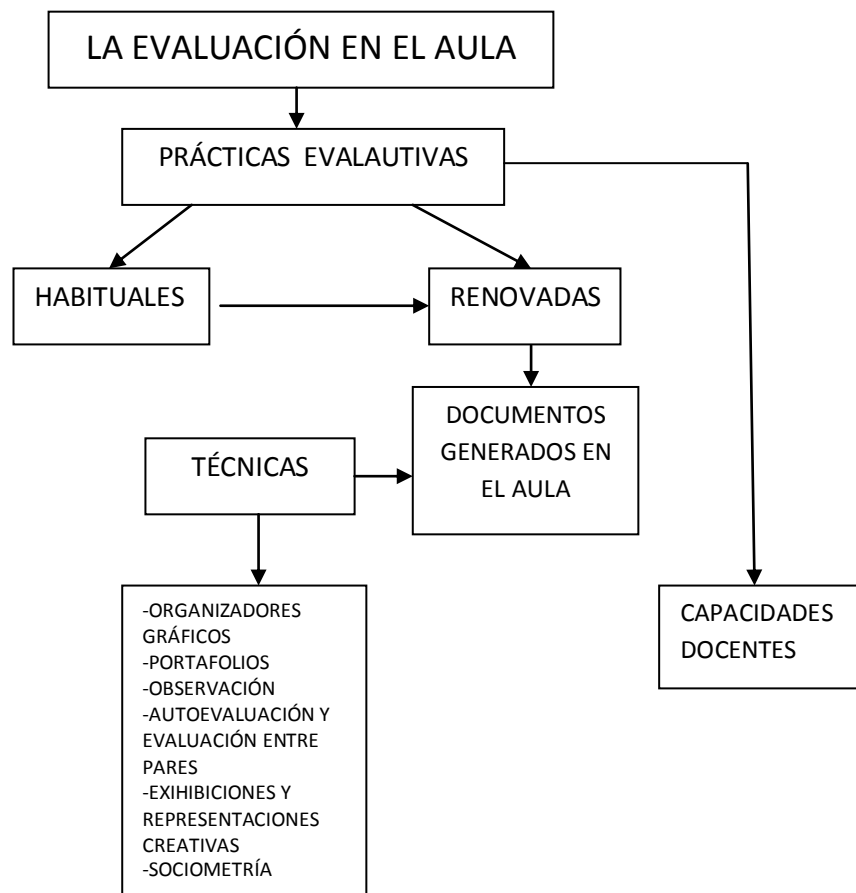 LA EVALUACIÓN EN EL AULA
PRÁCTICAS EVALAUTIVAS
HABITUALES
RENOVADAS
DOCUMENTOS
GENERADOS EN
EL AULA
TÉCNICAS
-ORGANIZADORES
GRÁFICOS
-PORTAFOLIOS
-OBSERVACIÓN
-AUTOEVALUACIÓN Y
EVALUACIÓN ENTRE
PARES
-EXIHIBICIONES Y
REPRESENTACIONES
CREATIVAS
-SOCIOMETRÍA
CAPACIDADES
DOCENTES